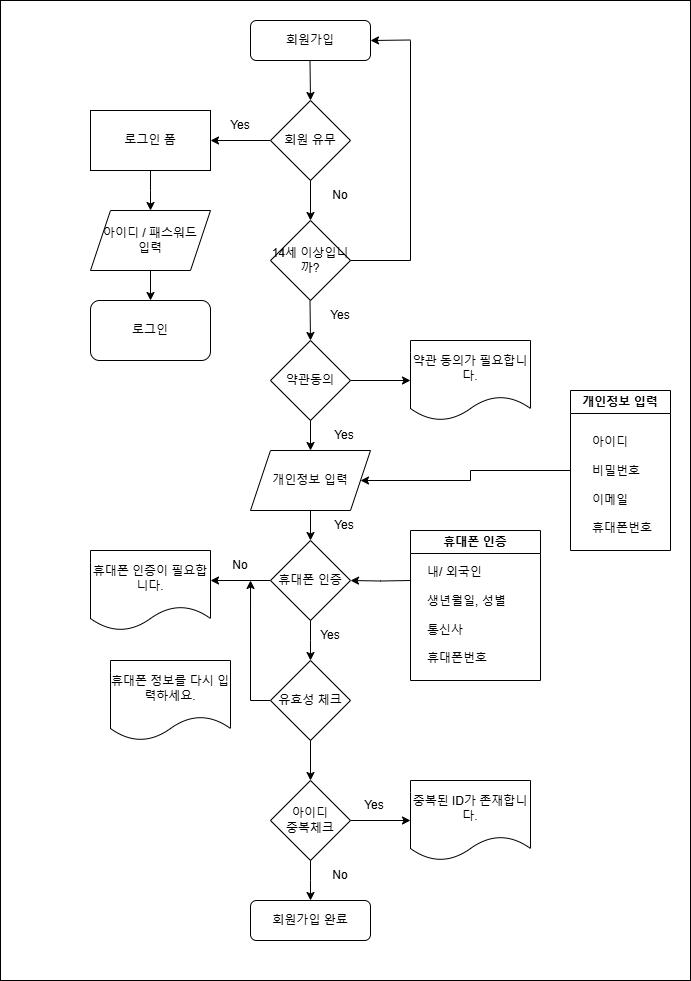 회원가입
회원 유무
Yes
로그인 폼
No
아이디 / 패스워드
입력
14세 이상입니
까?
로그인
Yes
약관동의
약관 동의가 필요합니
다.
Yes
개인정보 입력
개인정보 입력
아이디
비밀번호
이메일
휴대폰번호
Yes
휴대폰 인증
휴대폰 인증
내/ 외국인
생년월일, 성별
통신사
휴대폰번호
No
휴대폰 인증이 필요합
니다.
Yes
유효성 체크
휴대폰 정보를 다시 입
력하세요.
아이디
중복체크
Yes
중복된 ID가 존재합니
다.
No
회원가입 완료